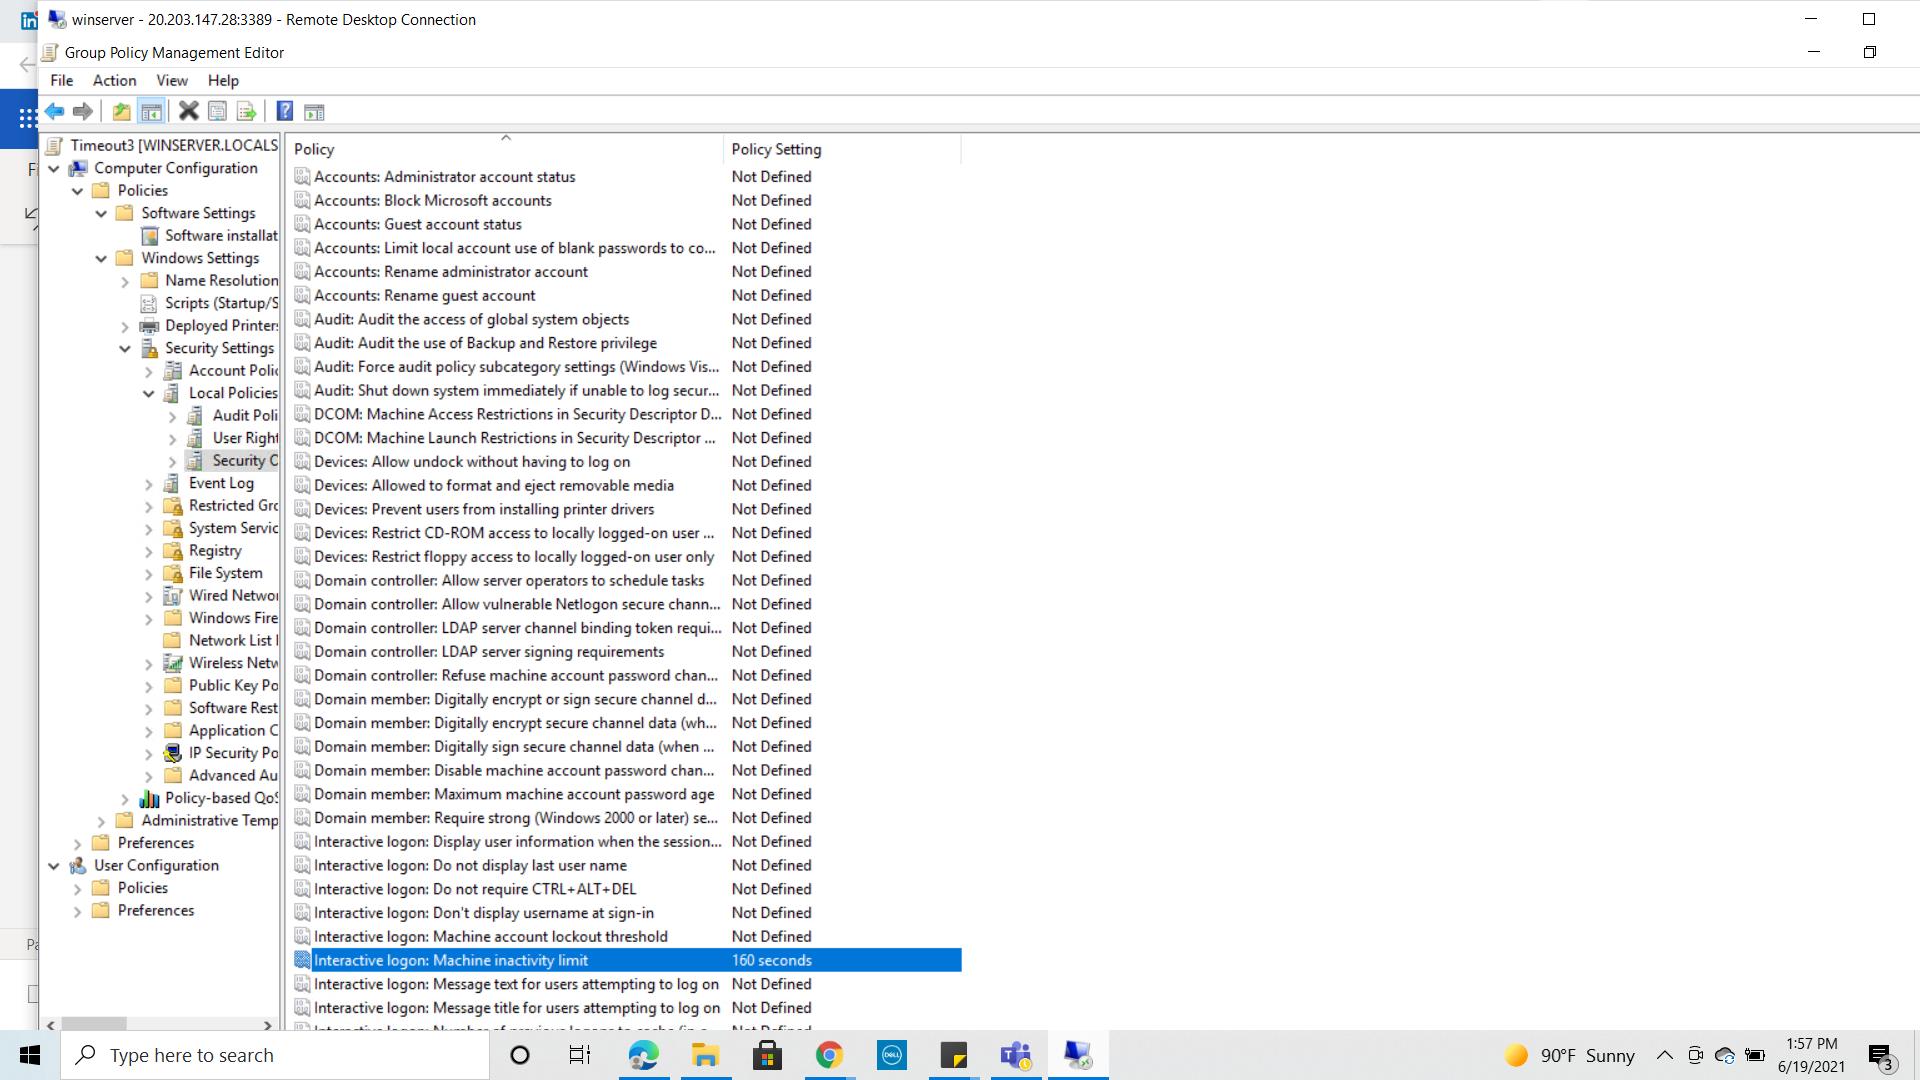 in
winserver - 20.203.147.28:3389 - Remote Desktop Connection
Group Policy Management Editor
File Action View Help
Timeout3 [WINSERVER.LOCALS
Computer Configuration
Policies
Software Settings
Software installat
Windows Settings
Name Resolution
Scripts (Startup/S
Deployed Printers
Security Settings
Account Polic
Local Policies
Audit Poli
User Right
Security O
Event Log
Restricted Gro
System Servic
Registry
File System
Wired Networ
Windows Fire
Network List
Wireless Netw
Public Key Po
Software Rest
Application C
IP Security Po
Advanced Au
Policy-based QoS
Administrative Temp
Preferences
User Configuration
Policies
Preferences
Policy Policy Setting
Accounts: Administrator account status Not Defined
Accounts: Block Microsoft accounts Not Defined
Accounts: Guest account status Not Defined
Accounts: Limit local account use of blank passwords to co... Not Defined
Accounts: Rename administrator account Not Defined
Accounts: Rename guest account Not Defined
Audit: Audit the access of global system objects Not Defined
Audit: Audit the use of Backup and Restore privilege Not Defined
Audit: Force audit policy subcategory settings (Windows Vis... Not Defined
Audit: Shut down system immediately if unable to log secur... Not Defined
DCOM: Machine Access Restrictions in Security Descriptor D... Not Defined
DCOM: Machine Launch Restrictions in Security Descriptor ... Not Defined
Devices: Allow undock without having to log on Not Defined
Devices: Allowed to format and eject removable media Not Defined
Devices: Prevent users from installing printer drivers Not Defined
Devices: Restrict CD-ROM access to locally logged-on user ... Not Defined
Devices: Restrict floppy access to locally logged-on user only Not Defined
Domain controller: Allow server operators to schedule tasks Not Defined
Domain controller: Allow vulnerable Netlogon secure chann... Not Defined
Domain controller: LDAP server channel binding token requi... Not Defined
Domain controller: LDAP server signing requirements Not Defined
Domain controller: Refuse machine account password chan... Not Defined
Domain member: Digitally encrypt or sign secure channel d... Not Defined
Domain member: Digitally encrypt secure channel data (wh... Not Defined
Domain member: Digitally sign secure channel data (when ... Not Defined
Domain member: Disable machine account password chan... Not Defined
Domain member: Maximum machine account password age Not Defined
Domain member: Require strong (Windows 2000 or later) se... Not Defined
Interactive logon: Display user information when the session... Not Defined
Interactive logon: Do not display last user name Not Defined
Interactive logon: Do not require CTRL+ALT+DEL Not Defined
Interactive logon: Don't display username at sign-in Not Defined
Interactive logon: Machine account lockout threshold Not Defined
Interactive logon: Machine inactivity limit 160 seconds
Interactive logon: Message text for users attempting to log on Not Defined
Interactive logon: Message title for users attempting to log on Not Defined
Type here to search
DELL
90°F Sunny
1:57 PM
6/19/2021
3